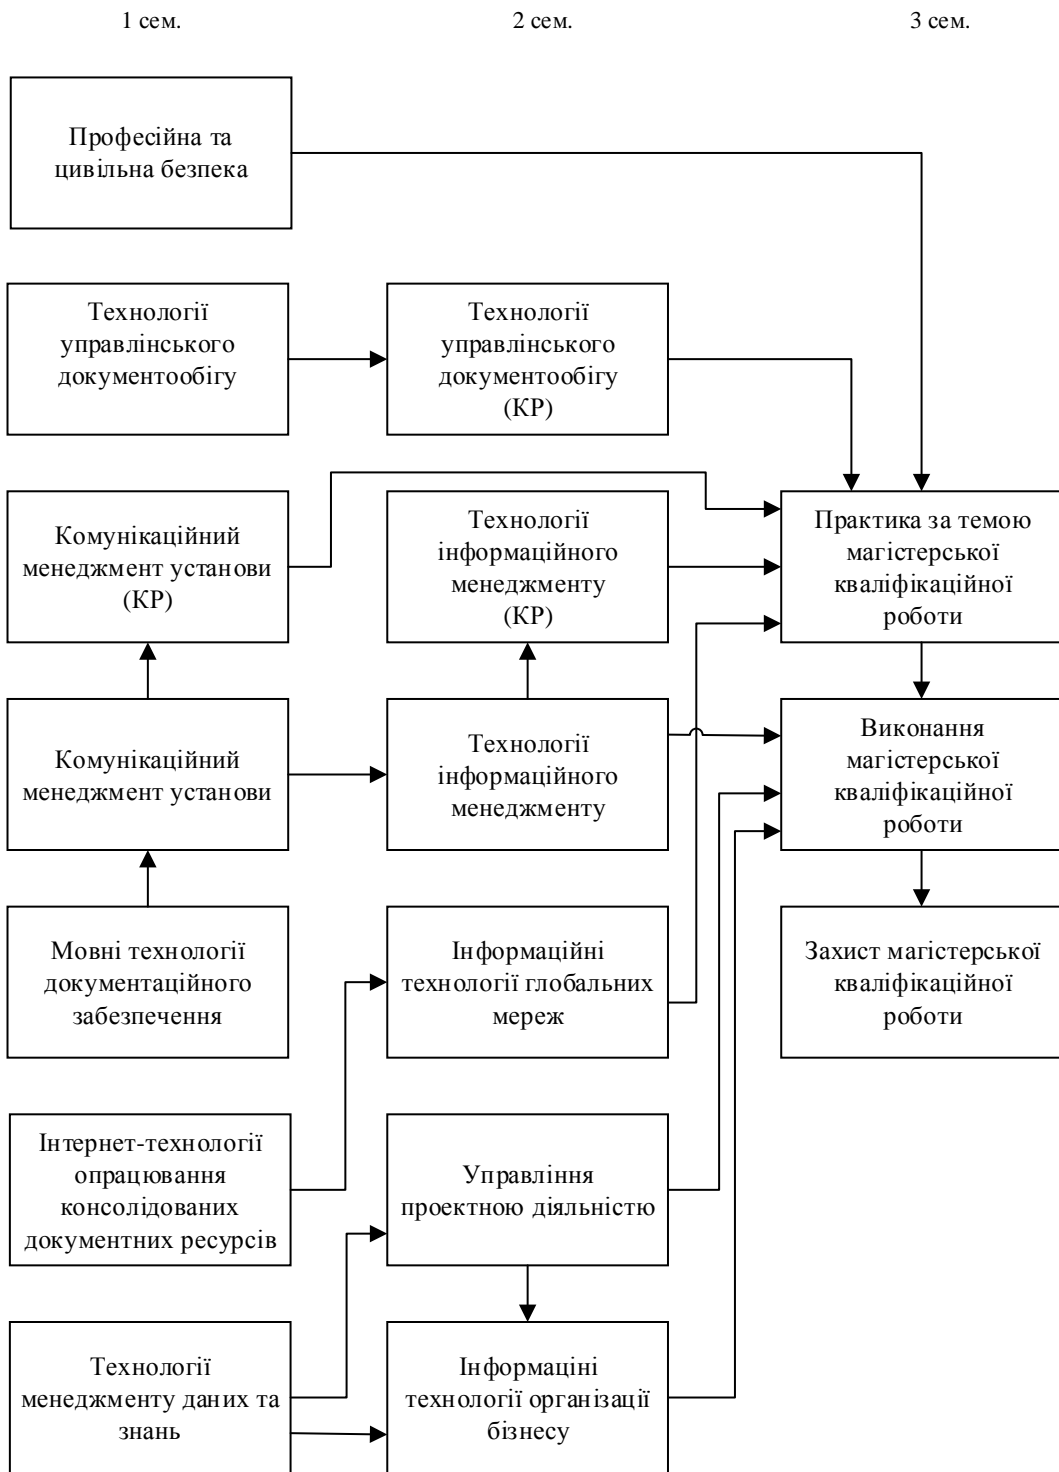 1 сем.
2 сем.
3 сем.
Професійна та
цивільна безпека
Технології
управлінського
документообігу
Технології
управлінського
документообігу
(КР)
Комунікаційний
менеджмент установи
(КР)
Технології
інформаційного
менеджменту
(КР)
Практика за темою
магістерської
кваліфікаційної
роботи
Комунікаційний
менеджмент установи
Технології
інформаційного
менеджменту
Виконання
магістерської
кваліфікаційної
роботи
Мовні технології
документаційного
забезпечення
Інформаційні
технології глобальних
мереж
Захист магістерської
кваліфікаційної
роботи
Інтернет-технології
опрацювання
консолідованих
документних ресурсів
Управління
проектною діяльністю
Технології
менеджменту даних та
знань
Інформаціні
технології організації
бізнесу